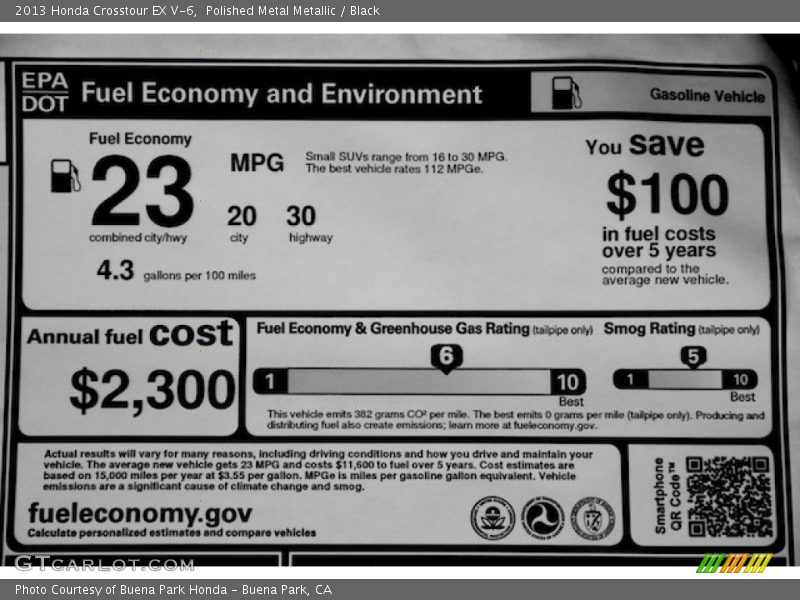 2013 Honda Crosstour EX V-6, Polished Metal Metallic / Black
EPA
DOT
Fuel Economy and Environment
Gasoline Vehicle
Fuel Economy
23
MPG
Small SUVs range from 16 to 30 MPG.
The best vehicle rates 112 MPGe.
combined city/hwy
20
city
30
highway
4.3 gallons per 100 miles
You save
$100
in fuel costs
over 5 years
compared to the
average new vehicle.
Annual fuel cost
$2,300
Fuel Economy & Greenhouse Gas Rating (tailpipe only)
6
1
10
Best
Smog Rating (tailpipe only)
5
1
10
Best
This vehicle emits 382 grams CO² per mile. The best emits 0 grams per mile (tailpipe only). Producing and
distributing fuel also create emissions; learn more at fueleconomy.gov.
Actual results will vary for many reasons, including driving conditions and how you drive and maintain your
vehicle. The average new vehicle gets 23 MPG and costs $11,600 to fuel over 5 years. Cost estimates are
based on 15,000 miles per year at $3.55 per gallon. MPGe is miles per gasoline gallon equivalent. Vehicle
emissions are a significant cause of climate change and smog.
fueleconomy.gov
Calculate personalized estimates and compare vehicles
Smartphone
QR Code™
GTCARLOT.COM
Photo Courtesy of Buena Park Honda - Buena Park, CA